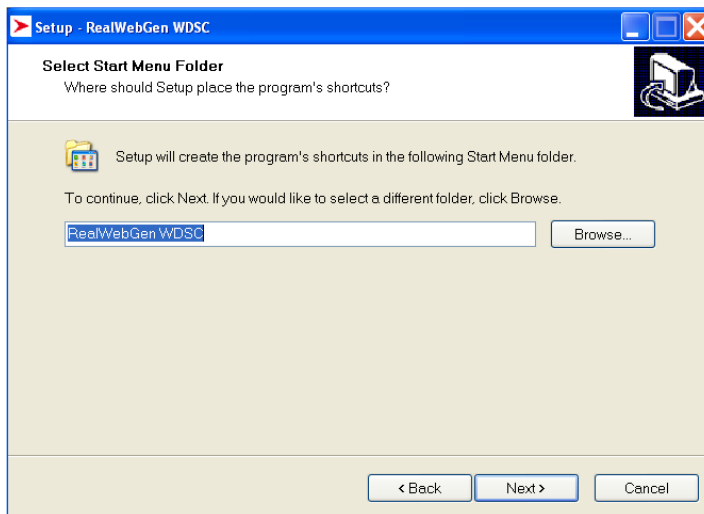 Setup - RealWebGen WDSC
Select Start Menu Folder
Where should Setup place the program's shortcuts?
Setup will create the program's shortcuts in the following Start Menu folder.
To continue, click Next. If you would like to select a different folder, click Browse.
RealWebGen WDSC
Browse...
< Back
Next >
Cancel